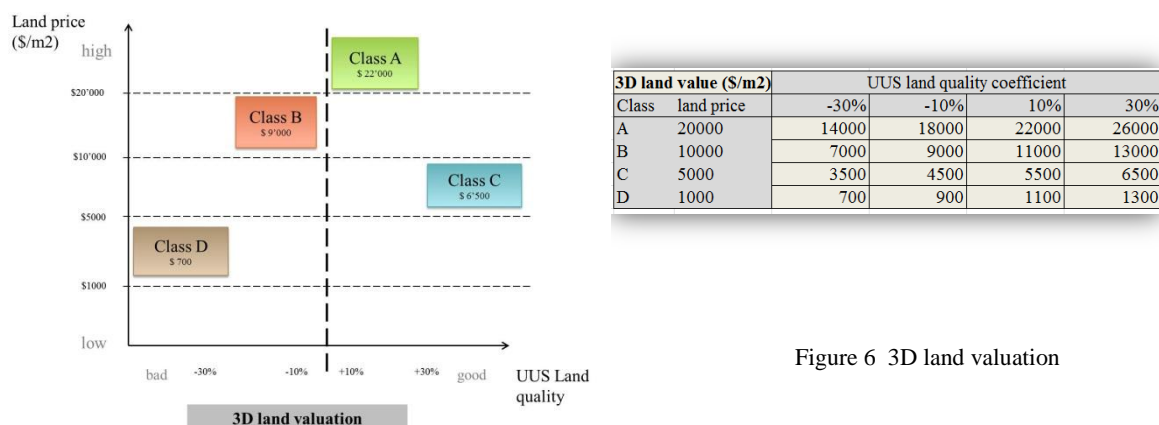 Land price
($/m2)
high
Class A
$ 22’000
$20’000
Class B
$ 9’000
$10’000
Class C
$ 6’500
$5000
Class D
$ 700
$1000
low
bad -30% -10% +10% +30% good
UUS Land
quality
3D land valuation
3D land value ($/m2) UUS land quality coefficient
Class land price -30% -10% 10% 30%
A 20000 14000 18000 22000 26000
B 10000 7000 9000 11000 13000
C 5000 3500 4500 5500 6500
D 1000 700 900 1100 1300
Figure 6 3D land valuation